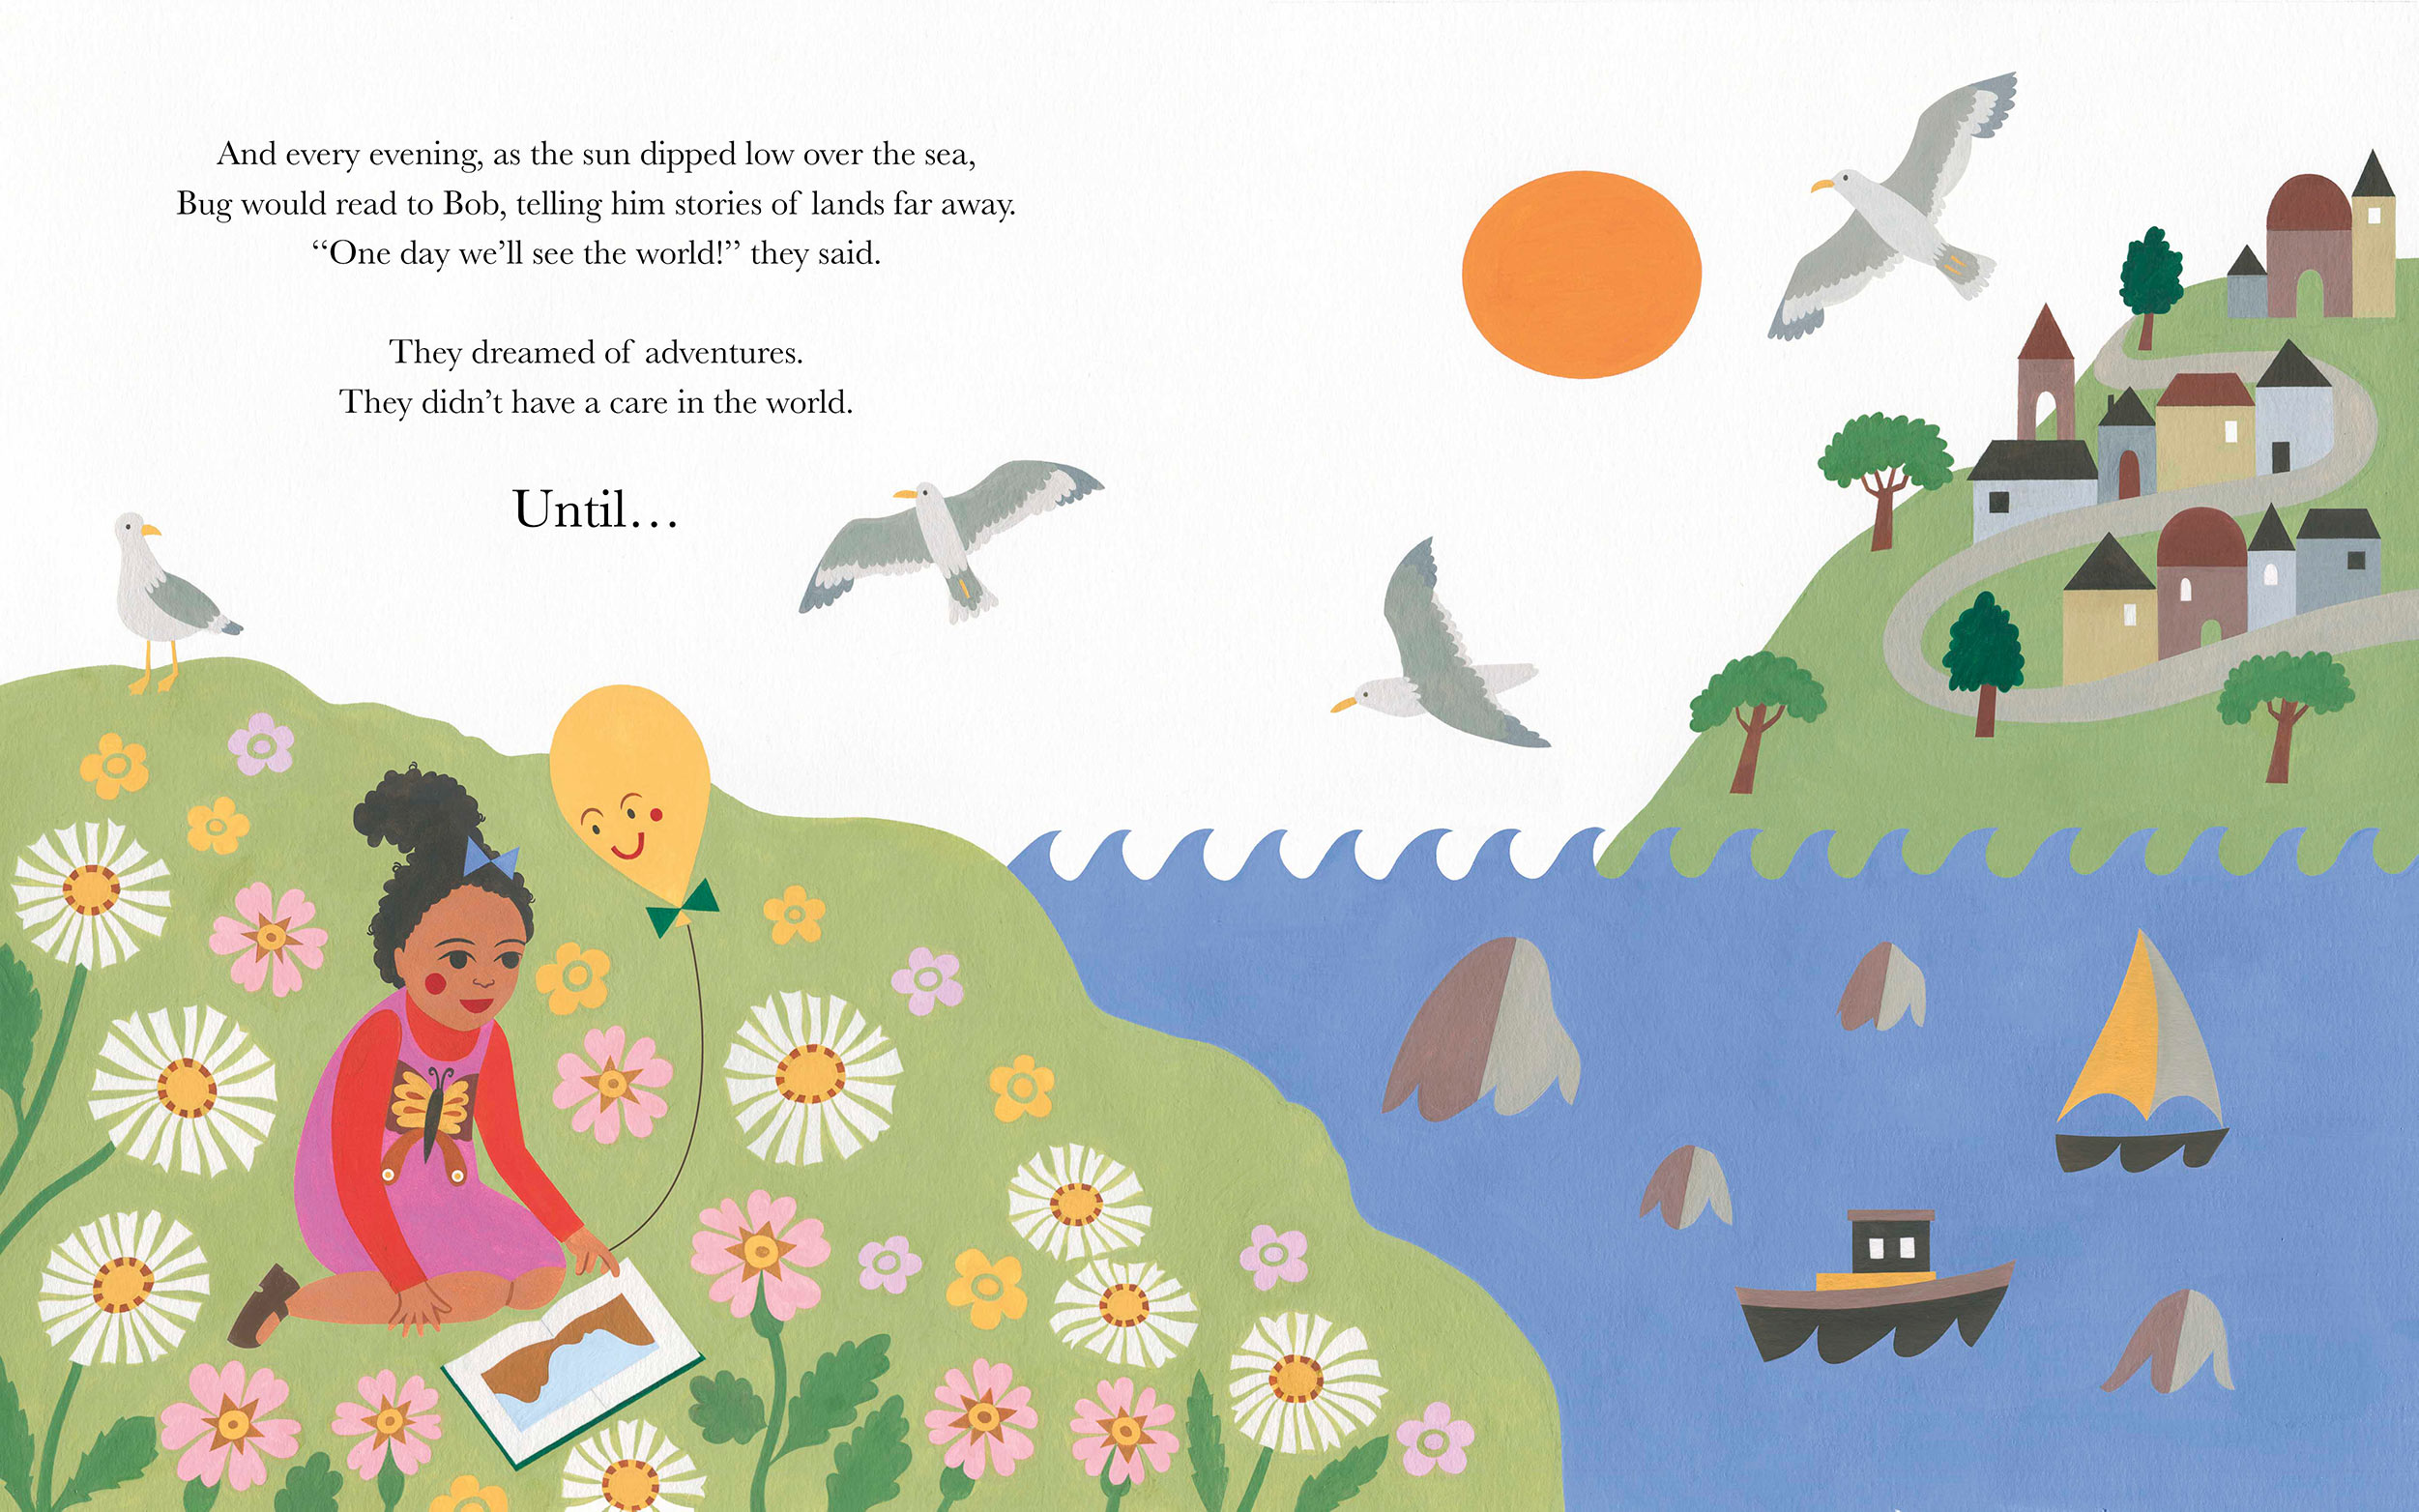 And every evening, as the sun dipped low over the sea,
Bug would read to Bob, telling him stories of lands far away.
“One day we’ll see the world!” they said.
They dreamed of adventures.
They didn’t have a care in the world.
Until…